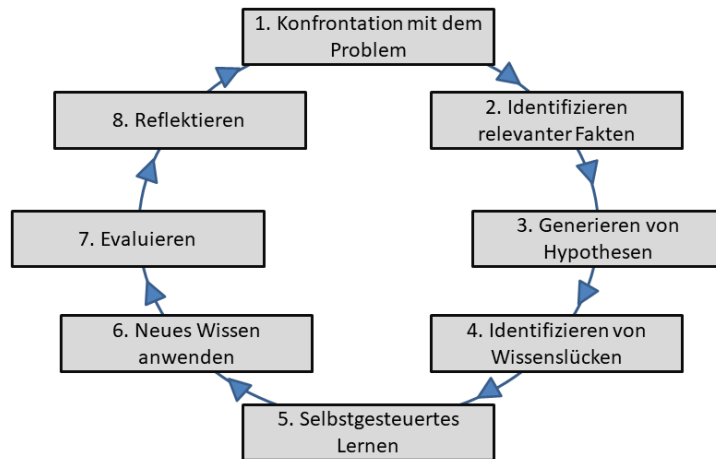 1. Konfrontation mit dem
Problem
2. Identifizieren
relevanter Fakten
3. Generieren von
Hypothesen
4. Identifizieren von
Wissenslücken
5. Selbstgesteuertes
Lernen
6. Neues Wissen
anwenden
7. Evaluieren
8. Reflektieren